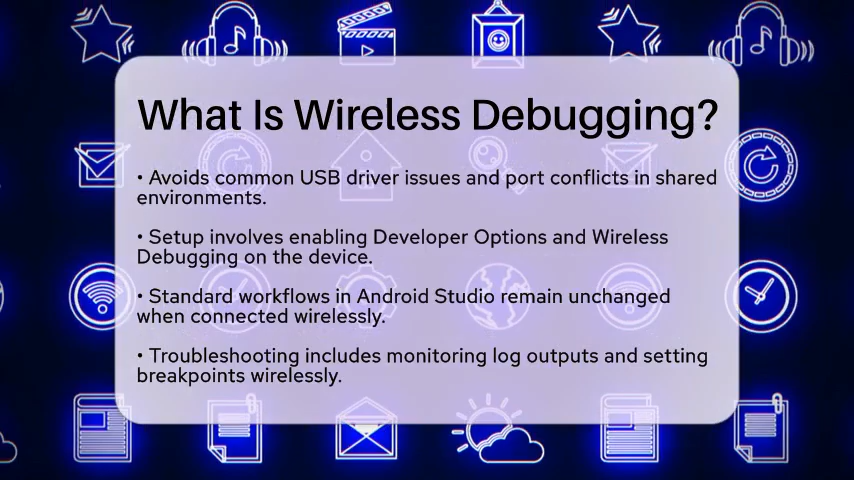 What Is Wireless Debugging?
• Avoids common USB driver issues and port conflicts in shared
environments.
• Setup involves enabling Developer Options and Wireless
Debugging on the device.
• Standard workflows in Android Studio remain unchanged
when connected wirelessly.
• Troubleshooting includes monitoring log outputs and setting
breakpoints wirelessly.